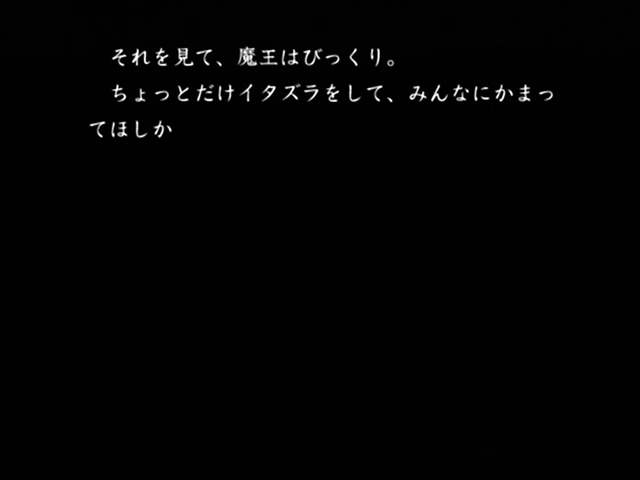 それを見て、魔王はびっくり。
ちょっとだけイタズラをして、みんなにかまっ
てほしか